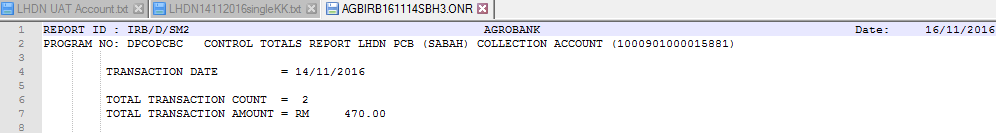 LHDN UAT Account.txt LHDN14112016singleKK.txt AGBIRB161114SBH3.ONR
1 REPORT ID : IRB/D/SM2 AGROBANK Date: 16/11/2016
2 PROGRAM NO: DPCOPCBC CONTROL TOTALS REPORT LHDN PCB (SABAH) COLLECTION ACCOUNT (1000901000015881)
3
4 TRANSACTION DATE = 14/11/2016
5
6 TOTAL TRANSACTION COUNT = 2
7 TOTAL TRANSACTION AMOUNT = RM 470.00
8